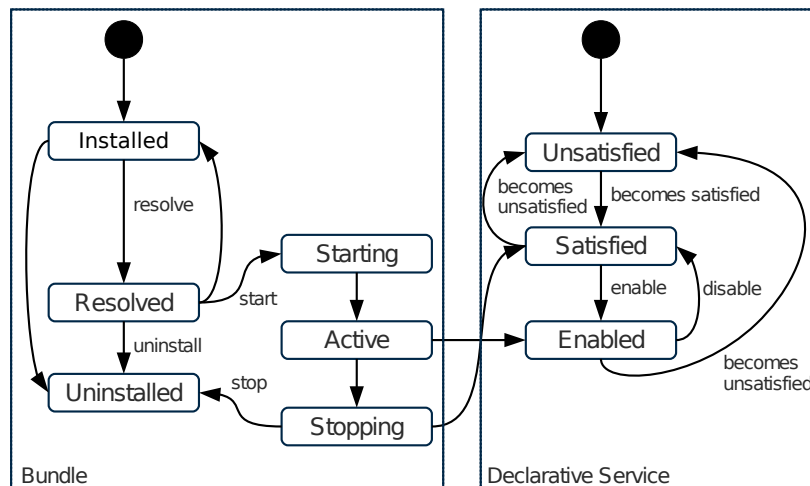 Installed
resolve
Resolved
start
uninstall
Uninstalled
Starting
Active
stop
Stopping
Bundle
Unsatisfied
becomes
unsatisfied
becomes satisfied
Satisfied
enable
disable
Enabled
becomes
unsatisfied
Declarative Service